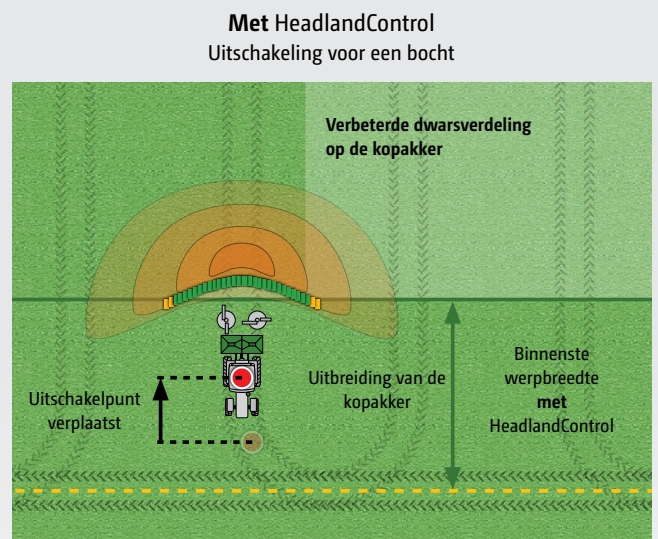 Met HeadlandControl
Uitschakeling voor een bocht
Verbeterde dwarsverdeling
op de kopakker
Uitschakelpunt
verplaatst
Uitbreiding van de
kopakker
Binnenste
werpbreedte
met
HeadlandControl